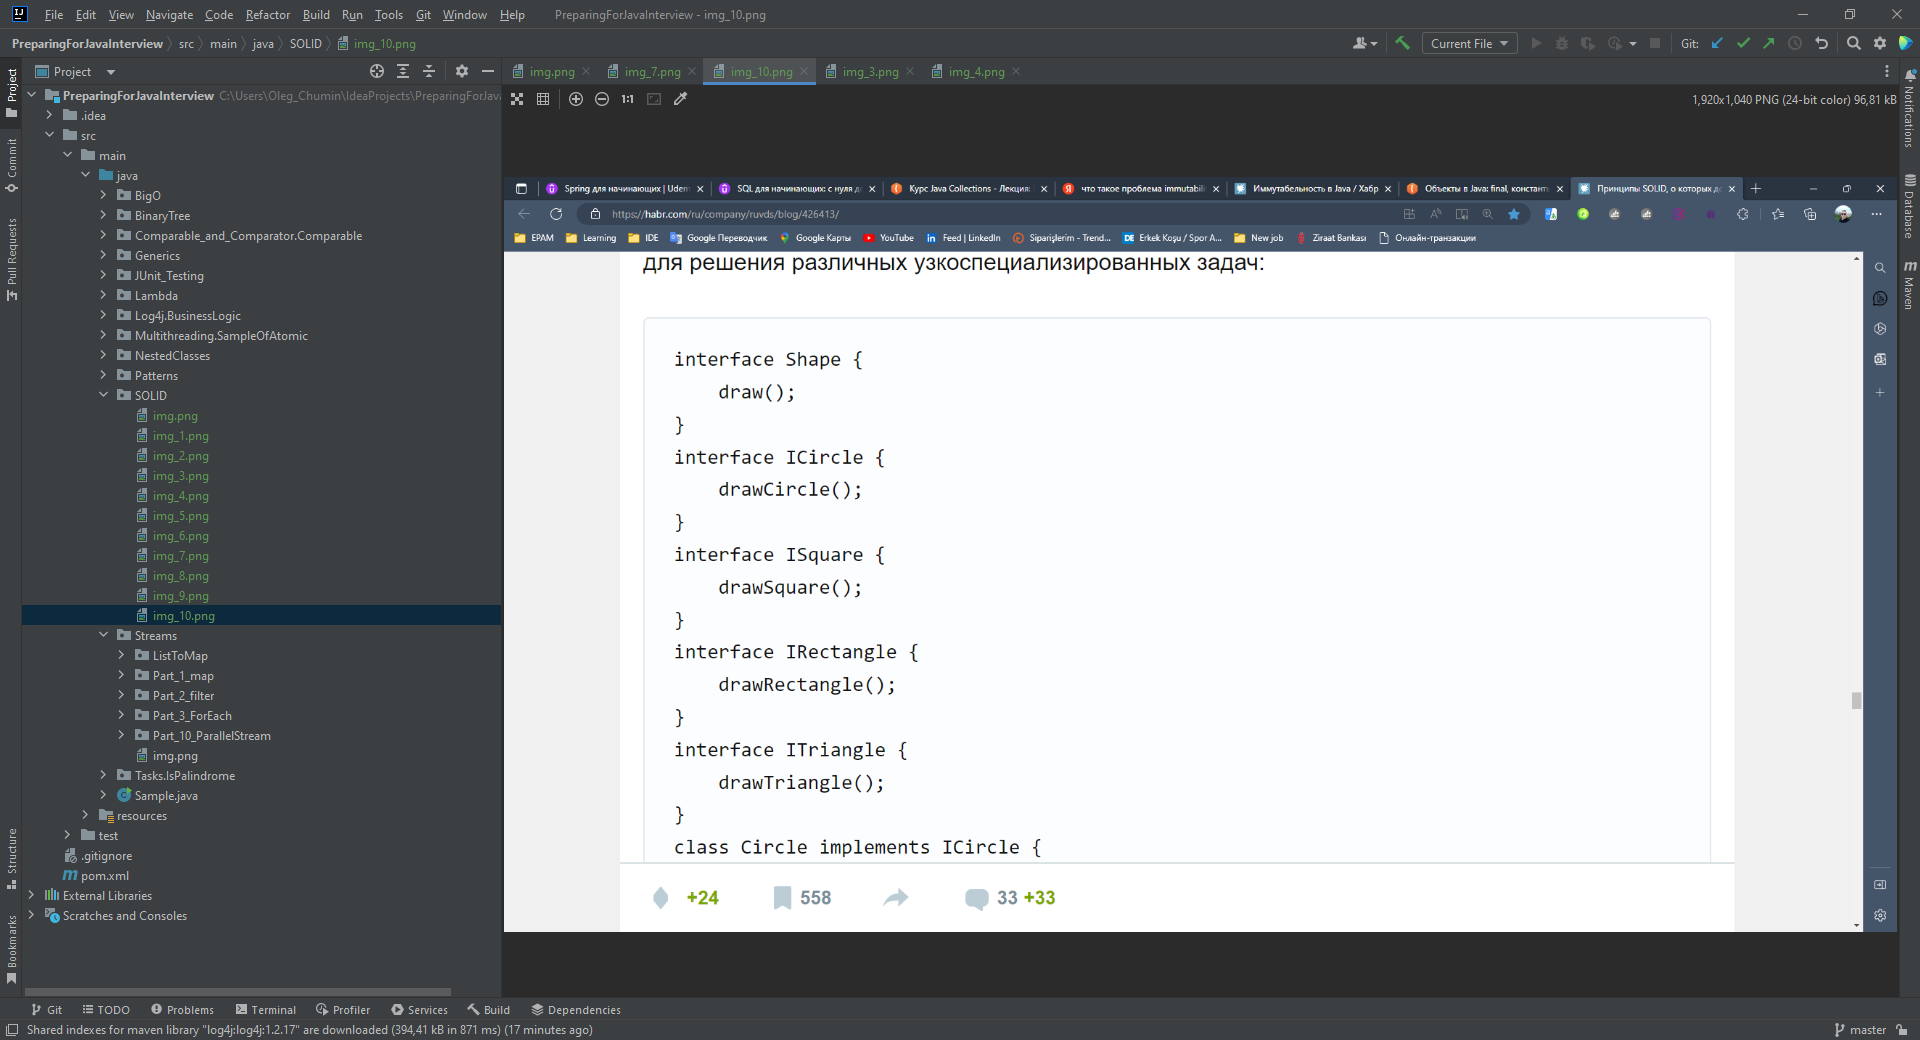 File Edit View Navigate Code Refactor Build Run Tools Git Window Help PreparingForJavaInterview - img_10.png
PreparingForJavaInterview src main java SOLID img_10.png
Current File
Git:
Project
img.png
img_7.png
img_10.png
img_3.png
img_4.png
PreparingForJavaInterview C:\Users\Oleg_Chumin\IdeaProjects\PreparingForJava
.idea
src
main
java
BigO
BinaryTree
Comparable_and_Comparator.Comparable
Generics
JUnit_Testing
Lambda
Log4j.BusinessLogic
Multithreading.SampleOfAtomic
NestedClasses
Patterns
SOLID
img.png
img_1.png
img_2.png
img_3.png
img_4.png
img_5.png
img_6.png
img_7.png
img_8.png
img_9.png
img_10.png
Streams
ListToMap
Part_1_map
Part_2_filter
Part_3_ForEach
Part_10_ParallelStream
img.png
Tasks.IsPalindrome
Sample.java
resources
test
.gitignore
pom.xml
External Libraries
Scratches and Consoles
Project
Commit
Pull Requests
Structure
Bookmarks
1:1
1,920x1,040 PNG (24-bit color) 96,81 kB
Spring для начинающих | Udem
SQL для начинающих: с нуля до
Курс Java Collections - Лекция:
что такое проблема immutabili
Иммутабельность в Java / Хабр
Объекты в Java: final, константы
Принципы SOLID, о которых до
https://habr.com/ru/company/ruvds/blog/426413/
EPAM Learning IDE Google Переводчик Google Карты YouTube Feed | LinkedIn Siparişlerim - Trend... Erkek Koşu / Spor A... New job Ziraat Bankası Онлайн-транзакции
для решения различных узкоспециализированных задач:
interface Shape {
draw();
}
interface ICircle {
drawCircle();
}
interface ISquare {
drawSquare();
}
interface IRectangle {
drawRectangle();
}
interface ITriangle {
drawTriangle();
}
class Circle implements ICircle {
+24 558 33 +33
Notifications
Database
Maven
Git TODO Problems Terminal Profiler Services Build Dependencies
Shared indexes for maven library "log4j:log4j:1.2.17" are downloaded (394,41 kB in 871 ms) (17 minutes ago)
master